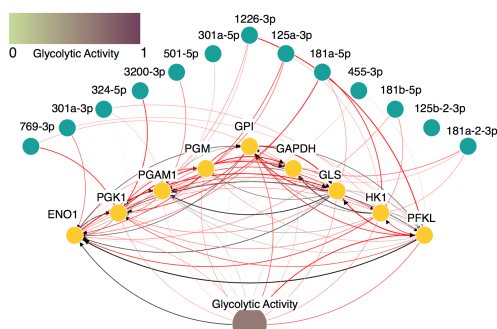 1226-3p
301a-5p
125a-3p
501-5p
181a-5p
0
1
Glycolytic Activity
3200-3p
455-3p
324-5p
181b-5p
301a-3p
125b-2-3p
769-3p
181a-2-3p
GPI
PGM
GAPDH
PGAM1
GLS
PGK1
HK1
ENO1
PFKL
Glycolytic Activity